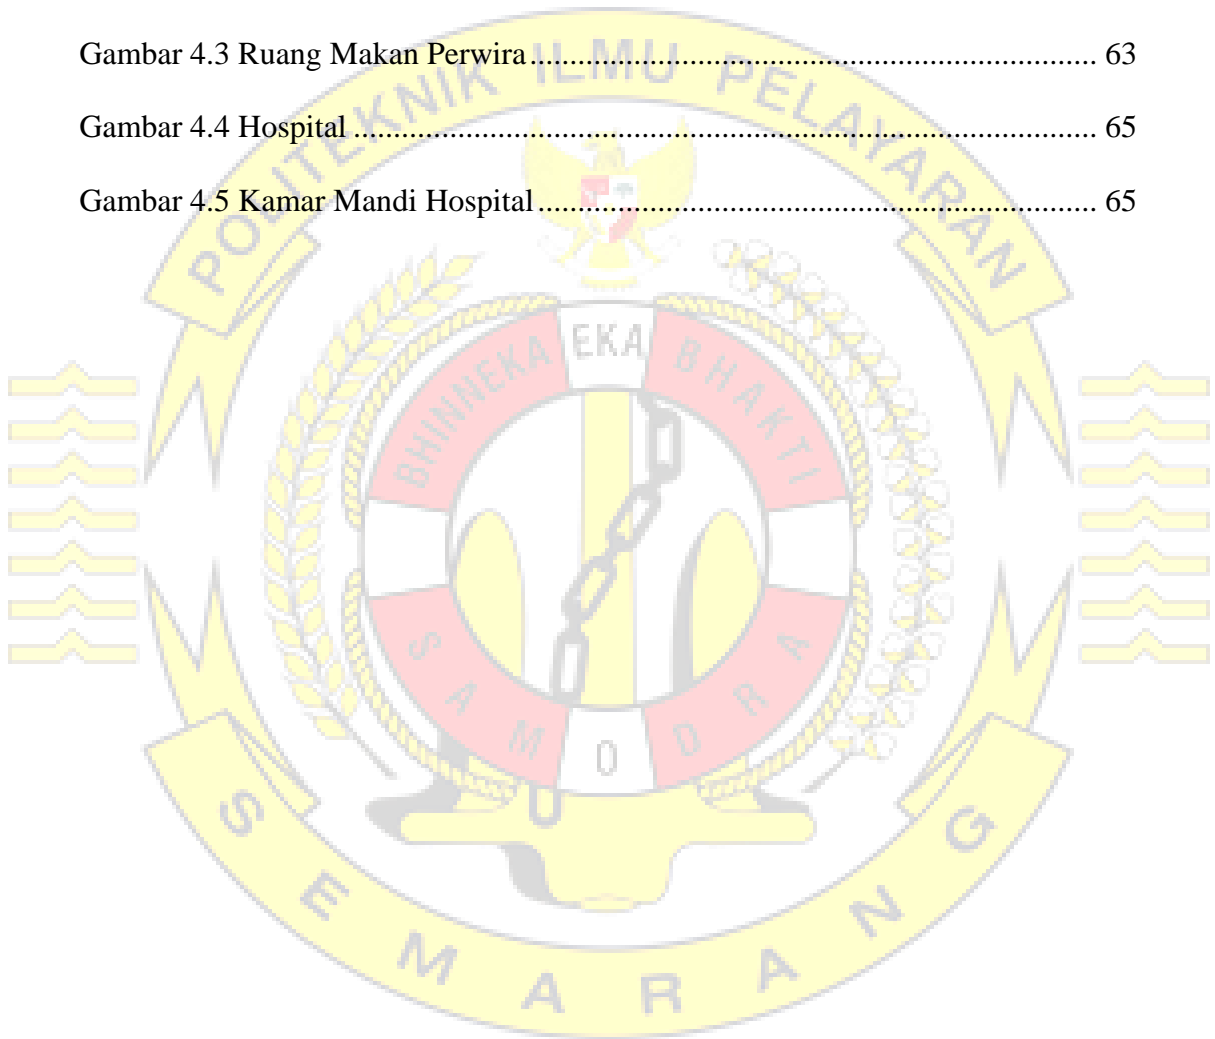 Gambar 4.3 Ruang Makan Perwira........................................................................ 63
Gambar 4.4 Hospital ............................................................................................... 65
Gambar 4.5 Kamar Mandi Hospital....................................................................... 65
POLITEKNIK ILMU PELAYARAN
BHINNEKA EKA BHAKTI
SAMODRA
SEMARANG